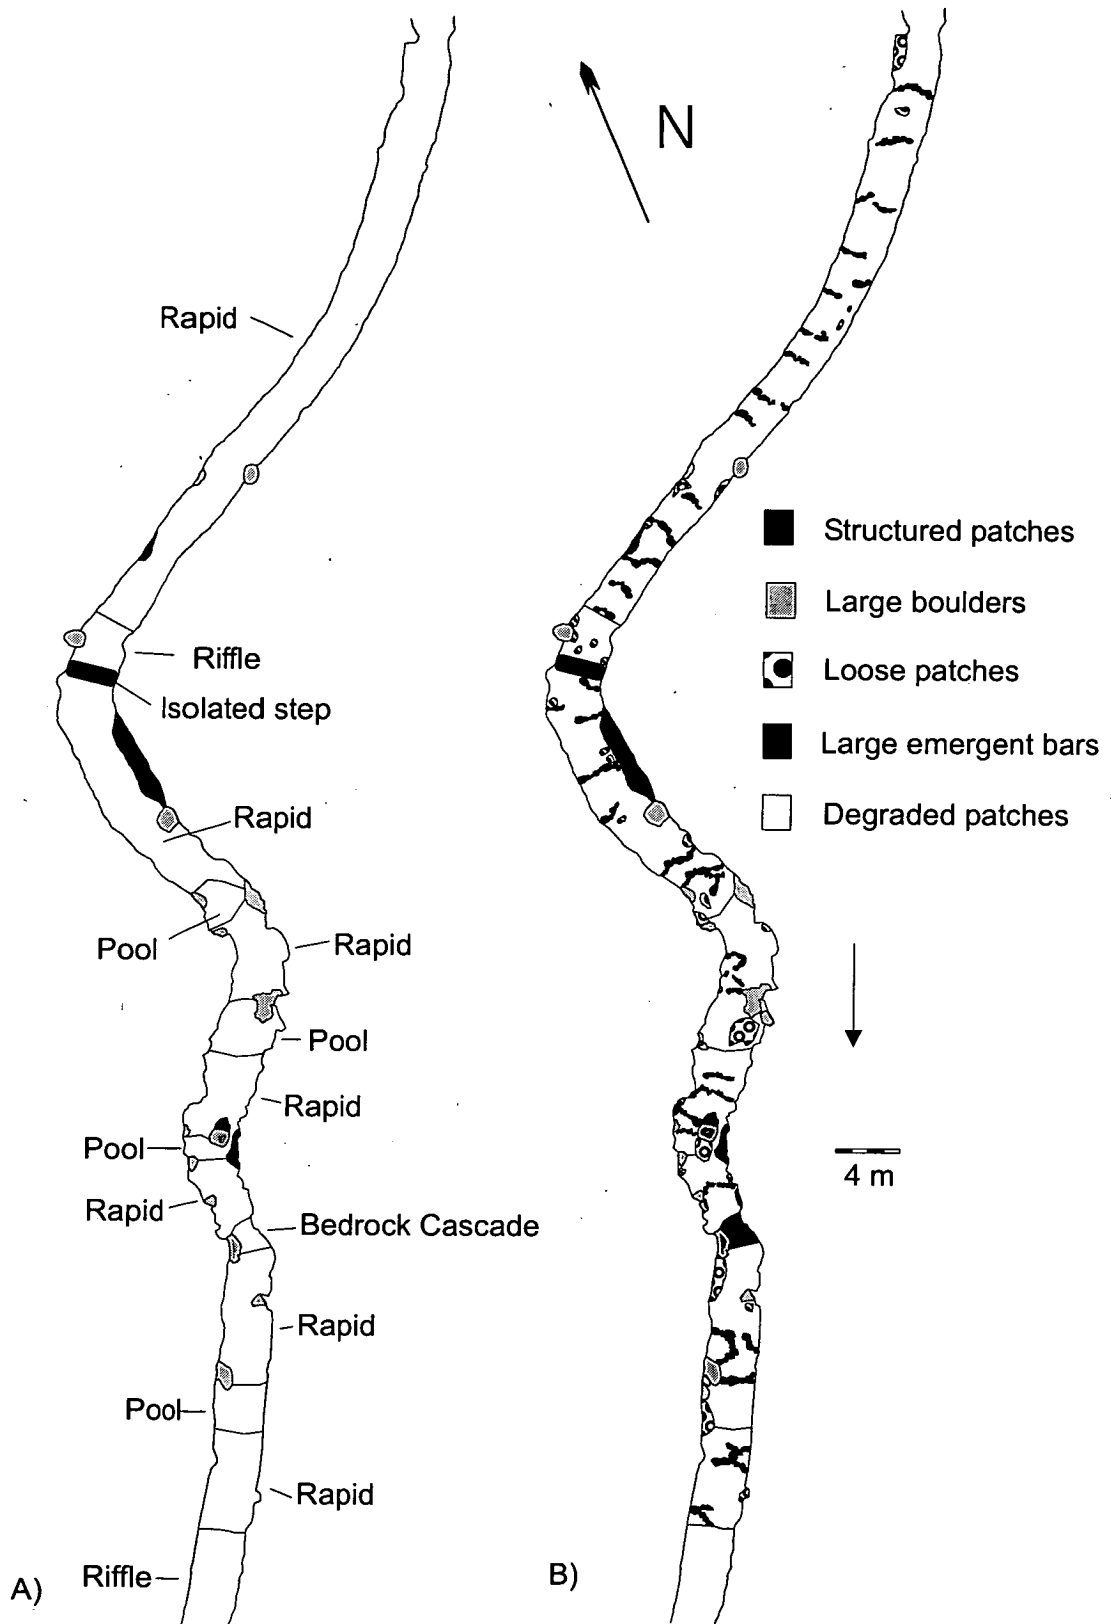 N
Rapid
Riffle
Isolated step
Rapid
Pool
Rapid
Pool
Rapid
Pool
Rapid
Bedrock Cascade
Rapid
Pool
Rapid
Riffle
A)
Structured patches
Large boulders
Loose patches
Large emergent bars
Degraded patches
4 m
B)